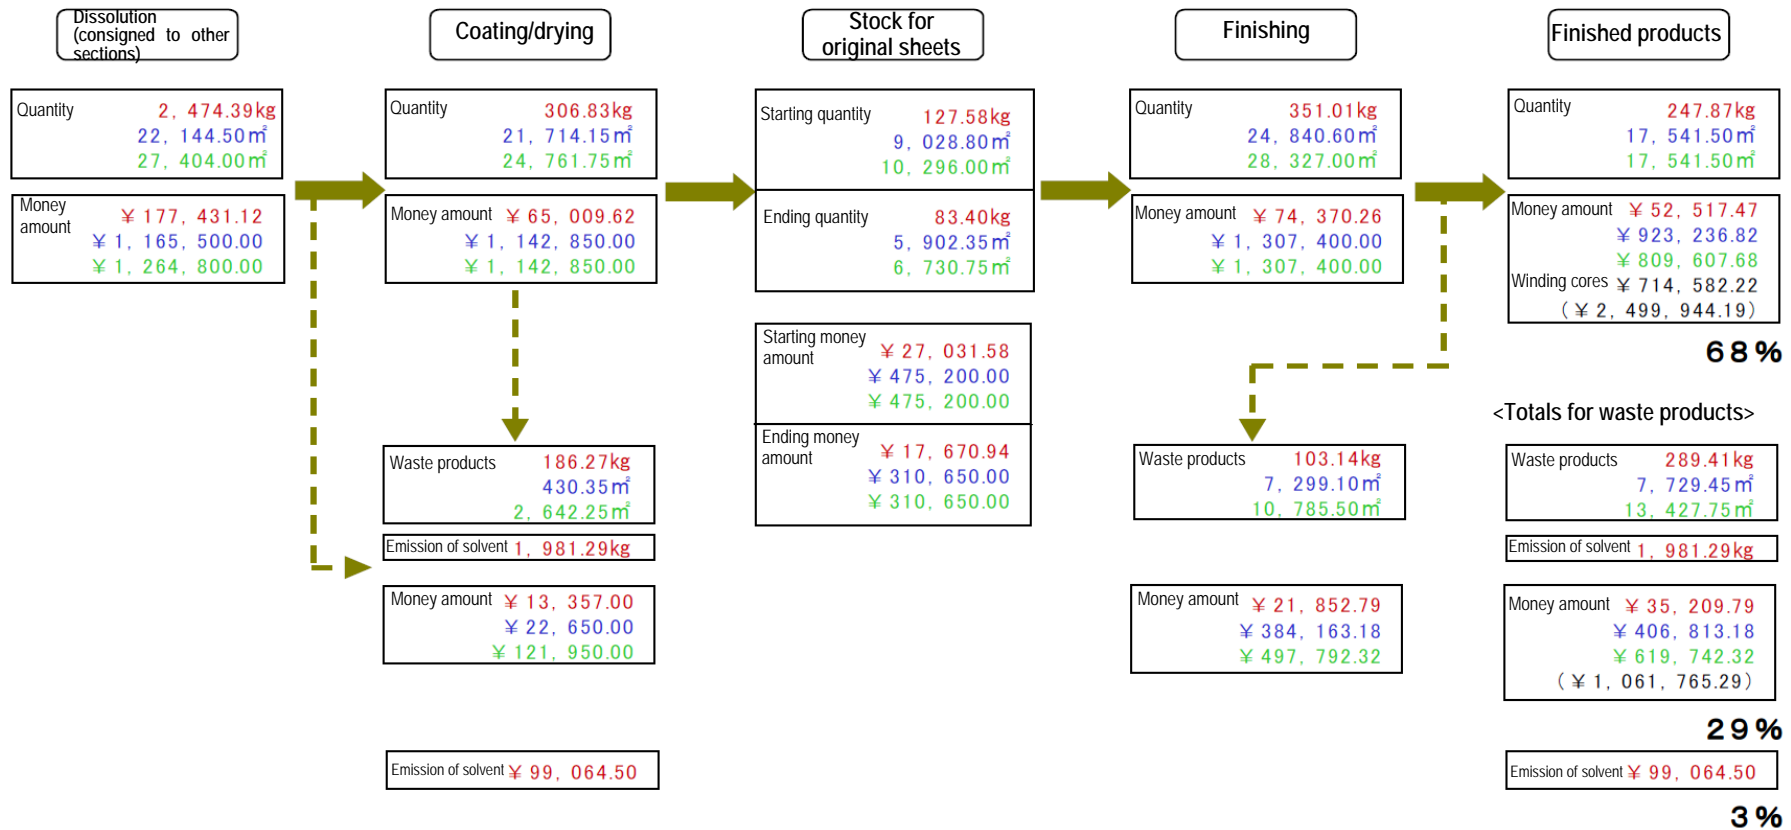 Dissolution
(consigned to other
sections)
Coating/drying
Stock for
original sheets
Finishing
Finished products
Quantity 2, 474.39kg
22, 144.50㎡
27, 404.00㎡
Money
amount ¥ 177, 431.12
¥ 1, 165, 500.00
¥ 1, 264, 800.00
Quantity 306.83kg
21, 714.15㎡
24, 761.75㎡
Money amount ¥ 65, 009.62
¥ 1, 142, 850.00
¥ 1, 142, 850.00
Waste products 186.27kg
430.35㎡
2, 642.25㎡
Emission of solvent 1, 981.29kg
Money amount ¥ 13, 357.00
¥ 22, 650.00
¥ 121, 950.00
Emission of solvent ¥ 99, 064.50
Starting quantity 127.58kg
9, 028.80㎡
10, 296.00㎡
Ending quantity 83.40kg
5, 902.35㎡
6, 730.75㎡
Starting money
amount ¥ 27, 031.58
¥ 475, 200.00
¥ 475, 200.00
Ending money
amount ¥ 17, 670.94
¥ 310, 650.00
¥ 310, 650.00
Quantity 351.01kg
24, 840.60㎡
28, 327.00㎡
Money amount ¥ 74, 370.26
¥ 1, 307, 400.00
¥ 1, 307, 400.00
Waste products 103.14kg
7, 299.10㎡
10, 785.50㎡
Money amount ¥ 21, 852.79
¥ 384, 163.18
¥ 497, 792.32
Quantity 247.87kg
17, 541.50㎡
17, 541.50㎡
Money amount ¥ 52, 517.47
¥ 923, 236.82
¥ 809, 607.68
Winding cores ¥ 714, 582.22
(¥ 2, 499, 944.19)
68%
<Totals for waste products>
Waste products 289.41kg
7, 729.45㎡
13, 427.75㎡
Emission of solvent 1, 981.29kg
Money amount ¥ 35, 209.79
¥ 406, 813.18
¥ 619, 742.32
(¥ 1, 061, 765.29)
29%
Emission of solvent ¥ 99, 064.50
3%